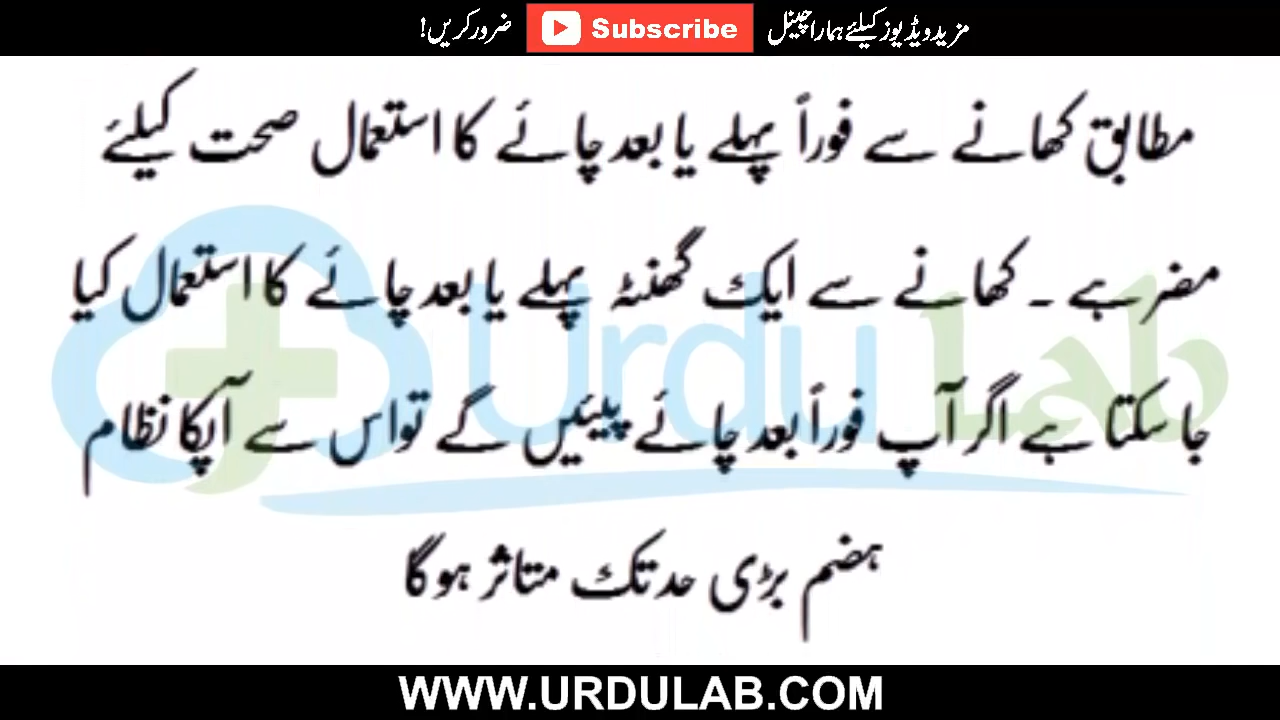 مزید ویڈیوز کیلئے ہمارا چینل Subscribe ضرور کریں!
مطابق کھانے سے فوراً پہلے یا بعد چائے کا استعمال صحت کیلئے
مضر ہے ۔ کھانے سے ایک گھنٹہ پہلے یا بعد چائے کا استعمال کیا
جا سکتا ہے اگر آپ فوراً بعد چائے پیئیں گے تو اس سے آپکا نظام
ہضم بڑی حد تک متاثر ہوگا
Urdu Lab
WWW.URDULAB.COM